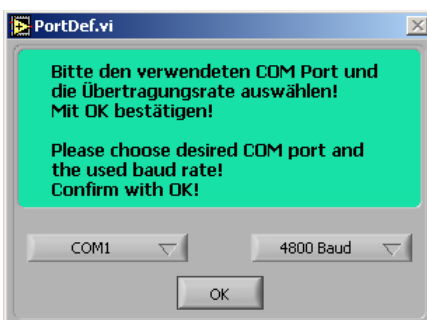 PortDef.vi
Bitte den verwendeten COM Port und
die Übertragungsrate auswählen!
Mit OK bestätigen!
Please choose desired COM port and
the used baud rate!
Confirm with OK!
COM1 4800 Baud
OK